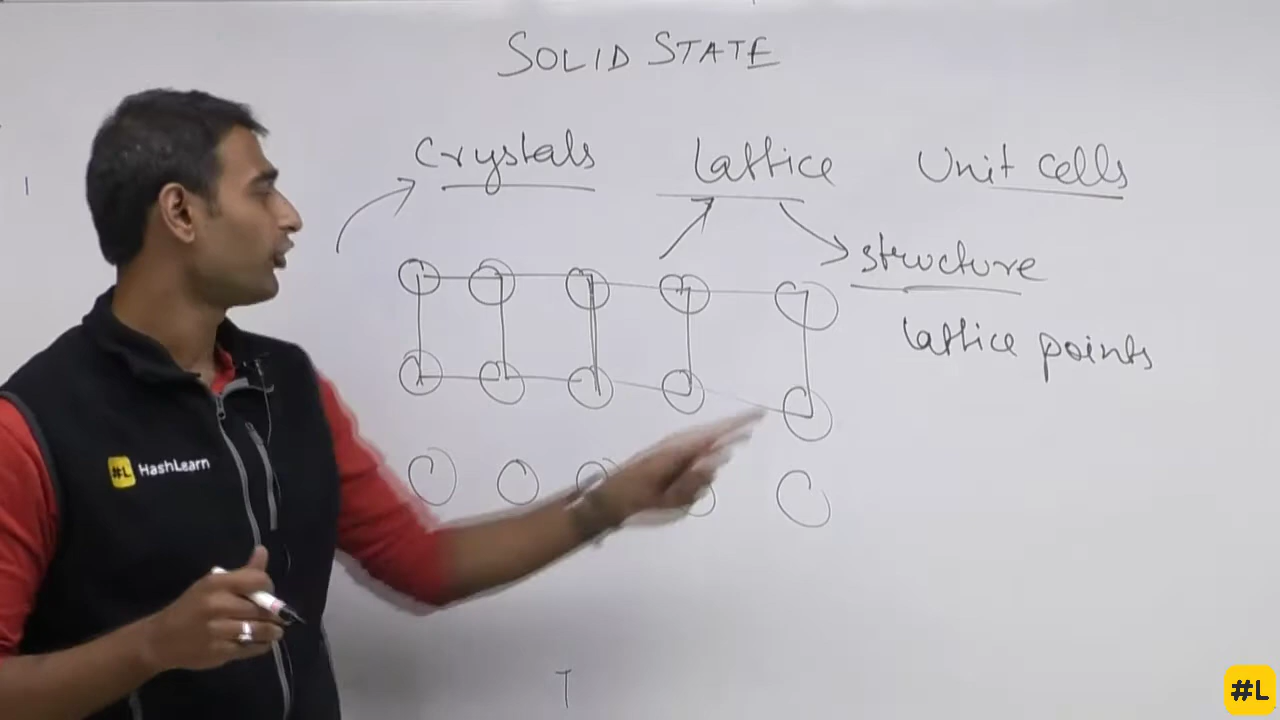 SOLID STATE
Crystals Lattice Unit cells
structure
lattice points
#L HashLearn
#L